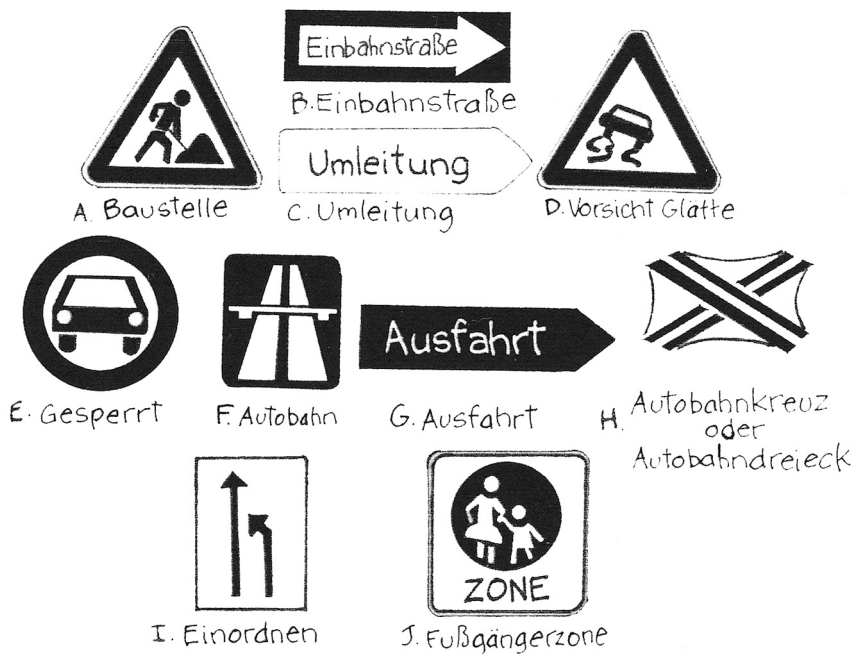 Einbahnstraße
B. Einbahnstraße
Umleitung
A. Baustelle
C. Umleitung
D. Vorsicht Glätte
Ausfahrt
E. Gesperrt
F. Autobahn
G. Ausfahrt
H. Autobahnkreuz
oder
Autobahndreieck
ZONE
I. Einordnen
J. Fußgängerzone